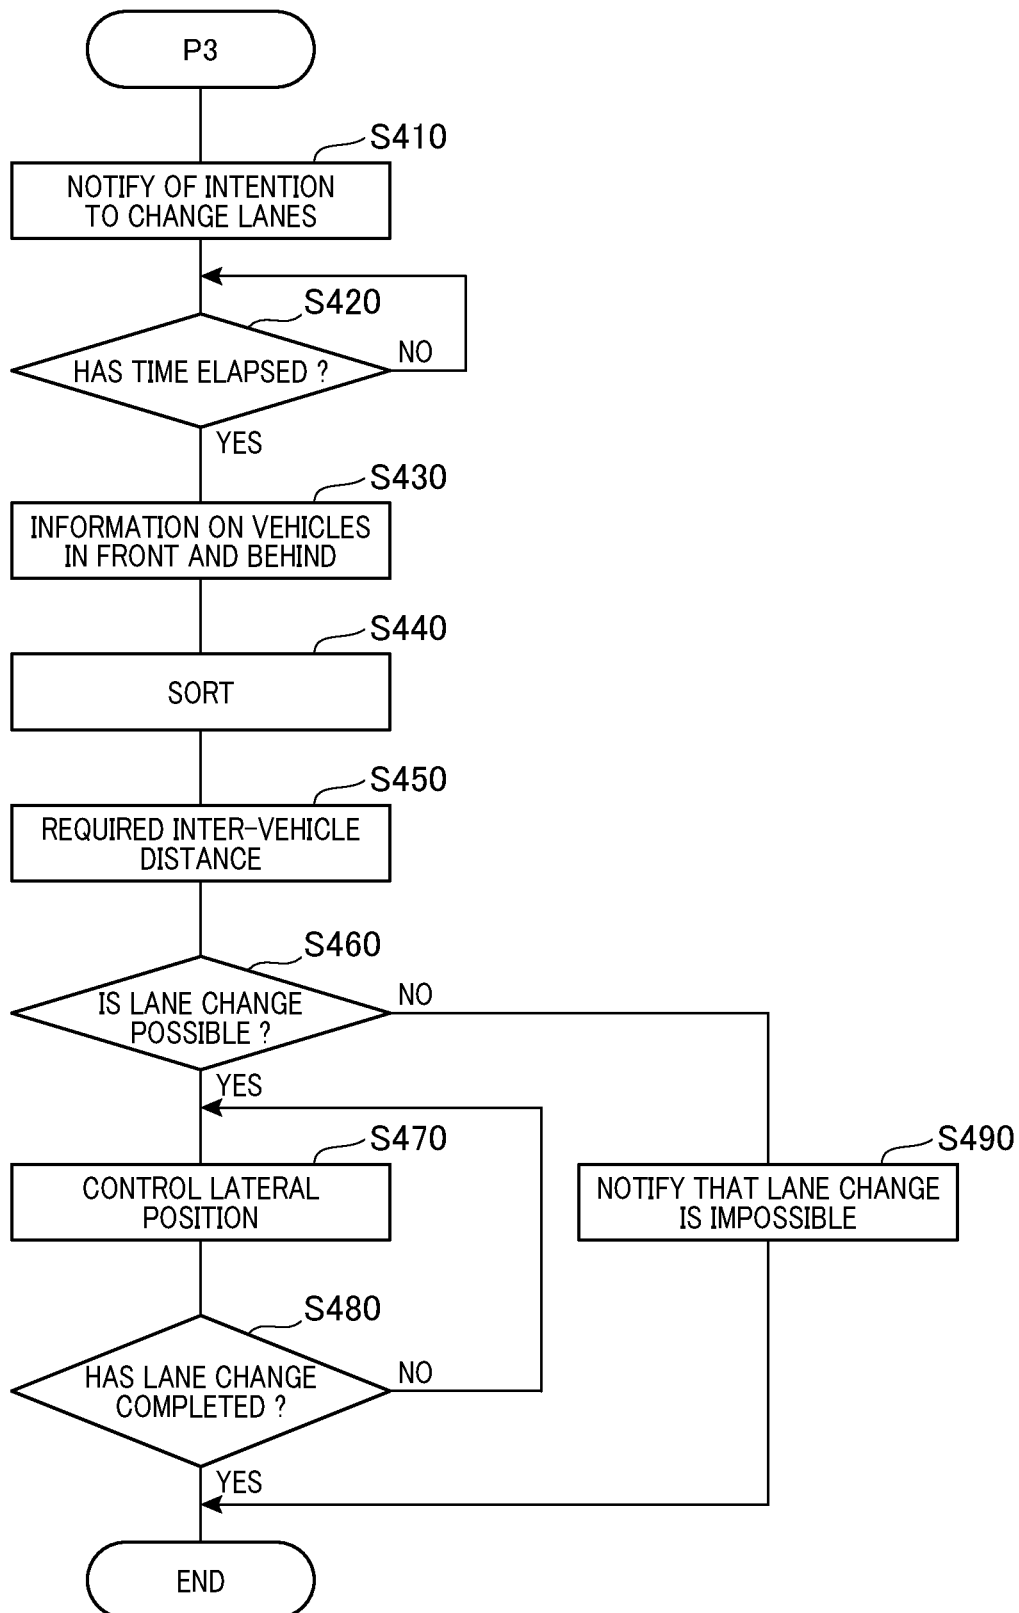 P3
S410
NOTIFY OF INTENTION
TO CHANGE LANES
S420
HAS TIME ELAPSED ?
NO
YES
S430
INFORMATION ON VEHICLES
IN FRONT AND BEHIND
S440
SORT
S450
REQUIRED INTER-VEHICLE
DISTANCE
S460
IS LANE CHANGE
POSSIBLE ?
NO
YES
S470
CONTROL LATERAL
POSITION
S490
NOTIFY THAT LANE CHANGE
IS IMPOSSIBLE
S480
HAS LANE CHANGE
COMPLETED ?
NO
YES
END